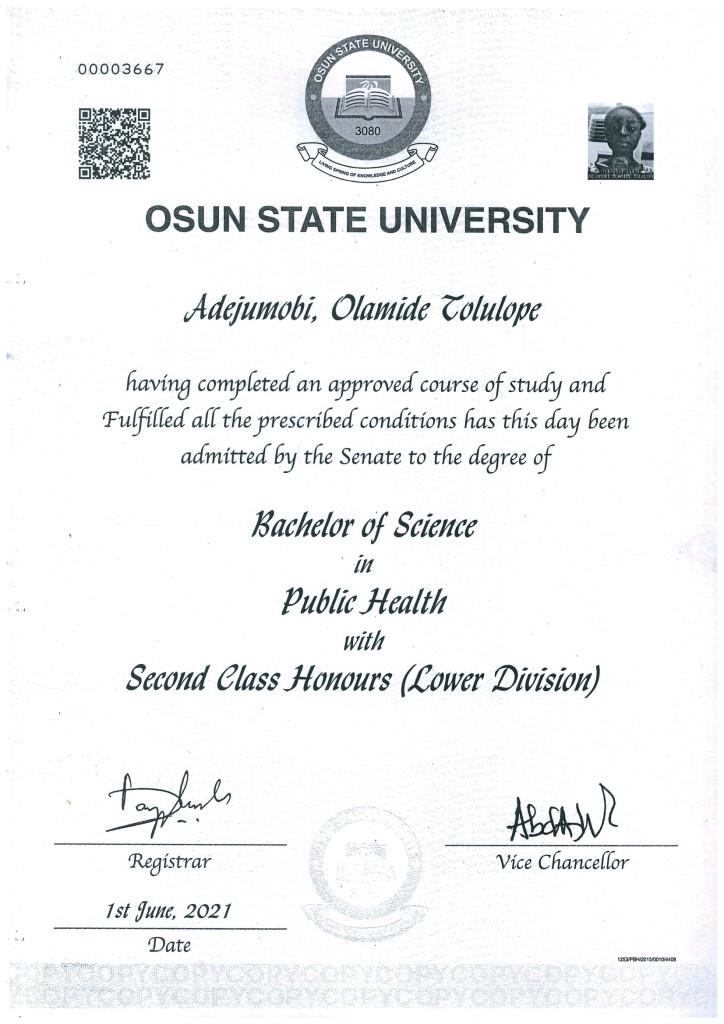 00003667
OSUN STATE UNIVERSITY
3080
LIVING SPRING OF KNOWLEDGE AND CULTURE
OSUN STATE UNIVERSITY
Adejumobi, Olamide Tolulope
having completed an approved course of study and
Fulfilled all the prescribed conditions has this day been
admitted by the Senate to the degree of
Bachelor of Science
in
Public Health
with
Second Class Honours (Lower Division)
Registrar
Vice Chancellor
1st June, 2021
Date
1253/PBH/2015/0010/4408
COPYCOPYCOPYCOPYCOPYCOPYCOPY
COPYCOPYCOPYCOPYCOPYCOPYCOPY